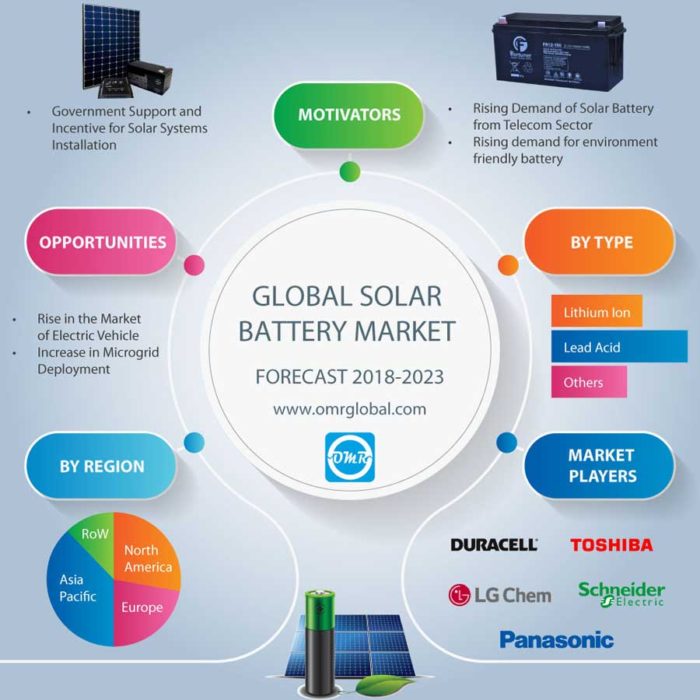 MOTIVATORS
• Government Support and
Incentive for Solar Systems
Installation
• Rising Demand of Solar Battery
from Telecom Sector
• Rising demand for environment
friendly battery
OPPORTUNITIES
• Rise in the Market
of Electric Vehicle
• Increase in Microgrid
Deployment
GLOBAL SOLAR
BATTERY MARKET
FORECAST 2018-2023
www.omrglobal.com
OMR
BY TYPE
Lithium Ion
Lead Acid
Others
BY REGION
RoW
North
America
Asia
Pacific
Europe
MARKET
PLAYERS
DURACELL
TOSHIBA
LG Chem
Schneider
Electric
Panasonic